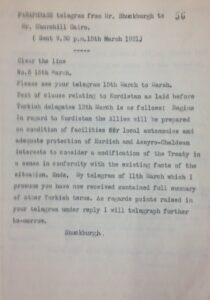 PARAPHRASE telegram from Mr. Shuckburgh to 56
Mr. Churchill Cairo.
( Sent 9.30 p.m. 15th March 1921)
-----
Clear the line
No.8 15th March.
Please see your telegram 13th March to Marsh.
Text of clause relating to Kurdistan as laid before
Turkish delegates 12th March is as follows: Begins
in regard to Kurdistan the Allies will be prepared
on condition of facilities for local autonomies and
adequate protection of Kurdish and Assyro-Chaldean
interests to consider a modification of the Treaty in
a sense in conformity with the existing facts of the
situation. Ends. My telegram of 11th March which I
presume you have now received contained full summary
of other Turkish terms. As regards points raised in
your telegram under reply I will telegraph further
to-morrow.
Shuckburgh.